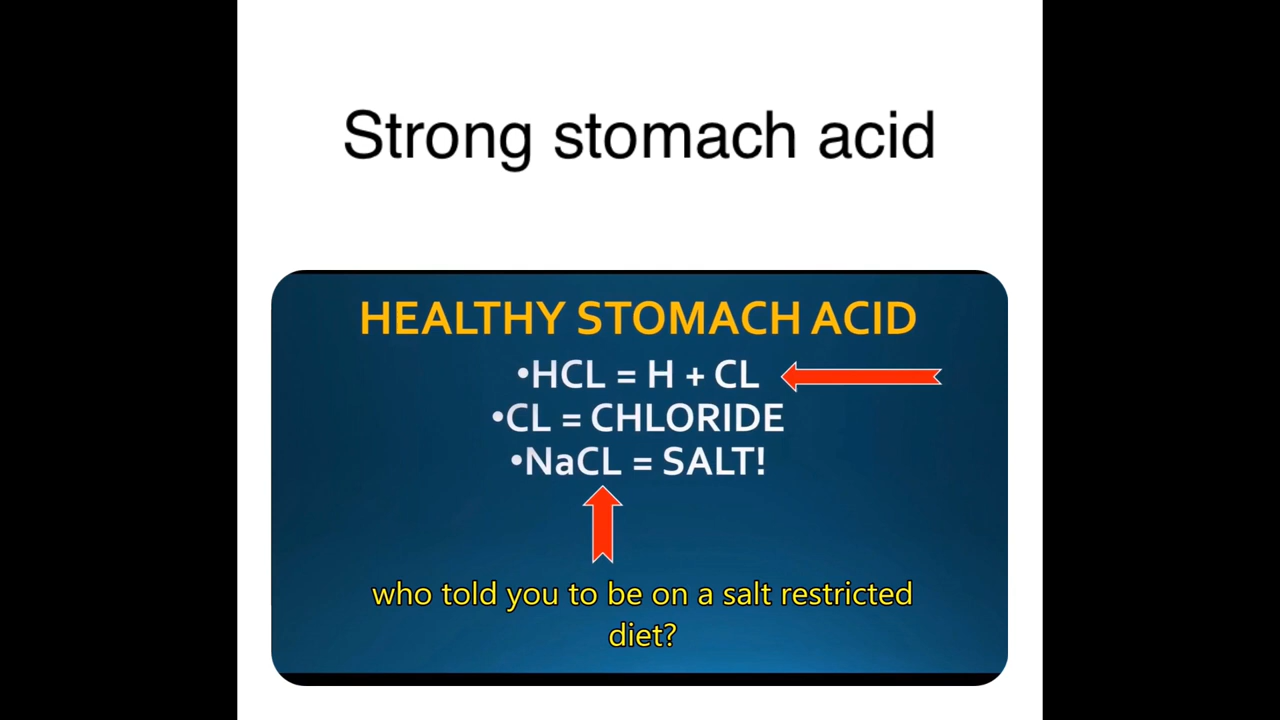 Strong stomach acid
HEALTHY STOMACH ACID
•HCL = H + CL
•CL = CHLORIDE
•NaCL = SALT!
who told you to be on a salt restricted
diet?